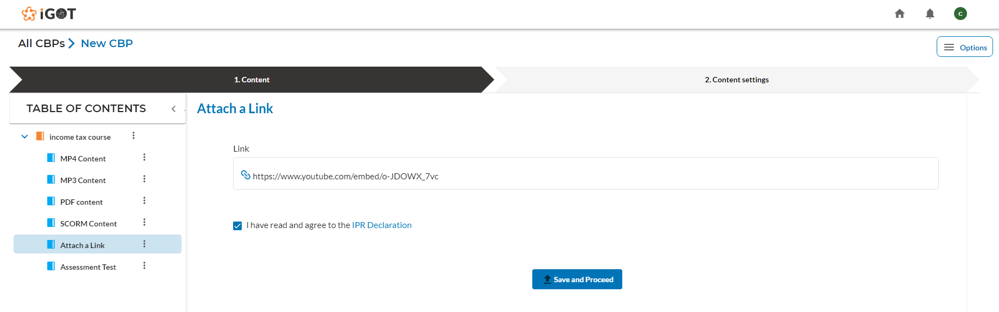 iGOT
C
All CBPs New CBP
Options
1. Content
2. Content settings
TABLE OF CONTENTS
Attach a Link
income tax course
MP4 Content
MP3 Content
PDF content
SCORM Content
Attach a Link
Assessment Test
Link
https://www.youtube.com/embed/o-JDOWX_7vc
I have read and agree to the IPR Declaration
Save and Proceed